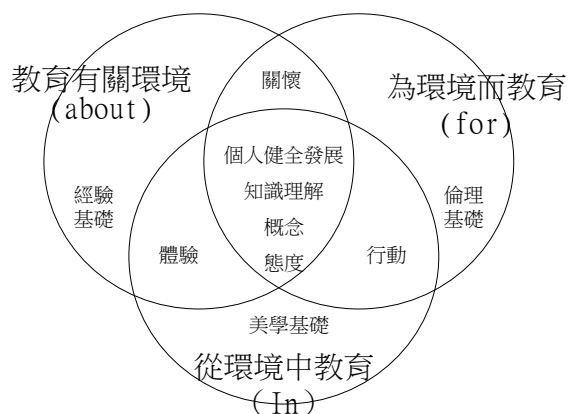 教育有關環境
(about)
關懷
為環境而教育
(for)
個人健全發展
知識理解
概念
態度
經驗
基礎
倫理
基礎
體驗
行動
美學基礎
從環境中教育
(In)